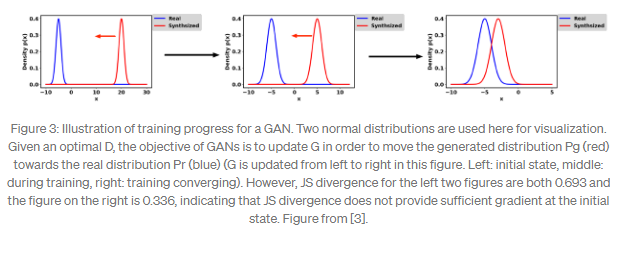 Real
Synthesized
Density p(x)
0.4
0.3
0.2
0.1
0.0
-10 0 10 20 30
x
Real
Synthesized
Density p(x)
0.4
0.3
0.2
0.1
0.0
-10 -5 0 5 10
x
Real
Synthesized
Density p(x)
0.4
0.3
0.2
0.1
0.0
-10 -5 0 5
x
Figure 3: Illustration of training progress for a GAN. Two normal distributions are used here for visualization.
Given an optimal D, the objective of GANs is to update G in order to move the generated distribution Pg (red)
towards the real distribution Pr (blue) (G is updated from left to right in this figure. Left: initial state, middle:
during training, right: training converging). However, JS divergence for the left two figures are both 0.693 and
the figure on the right is 0.336, indicating that JS divergence does not provide sufficient gradient at the initial
state. Figure from [3].